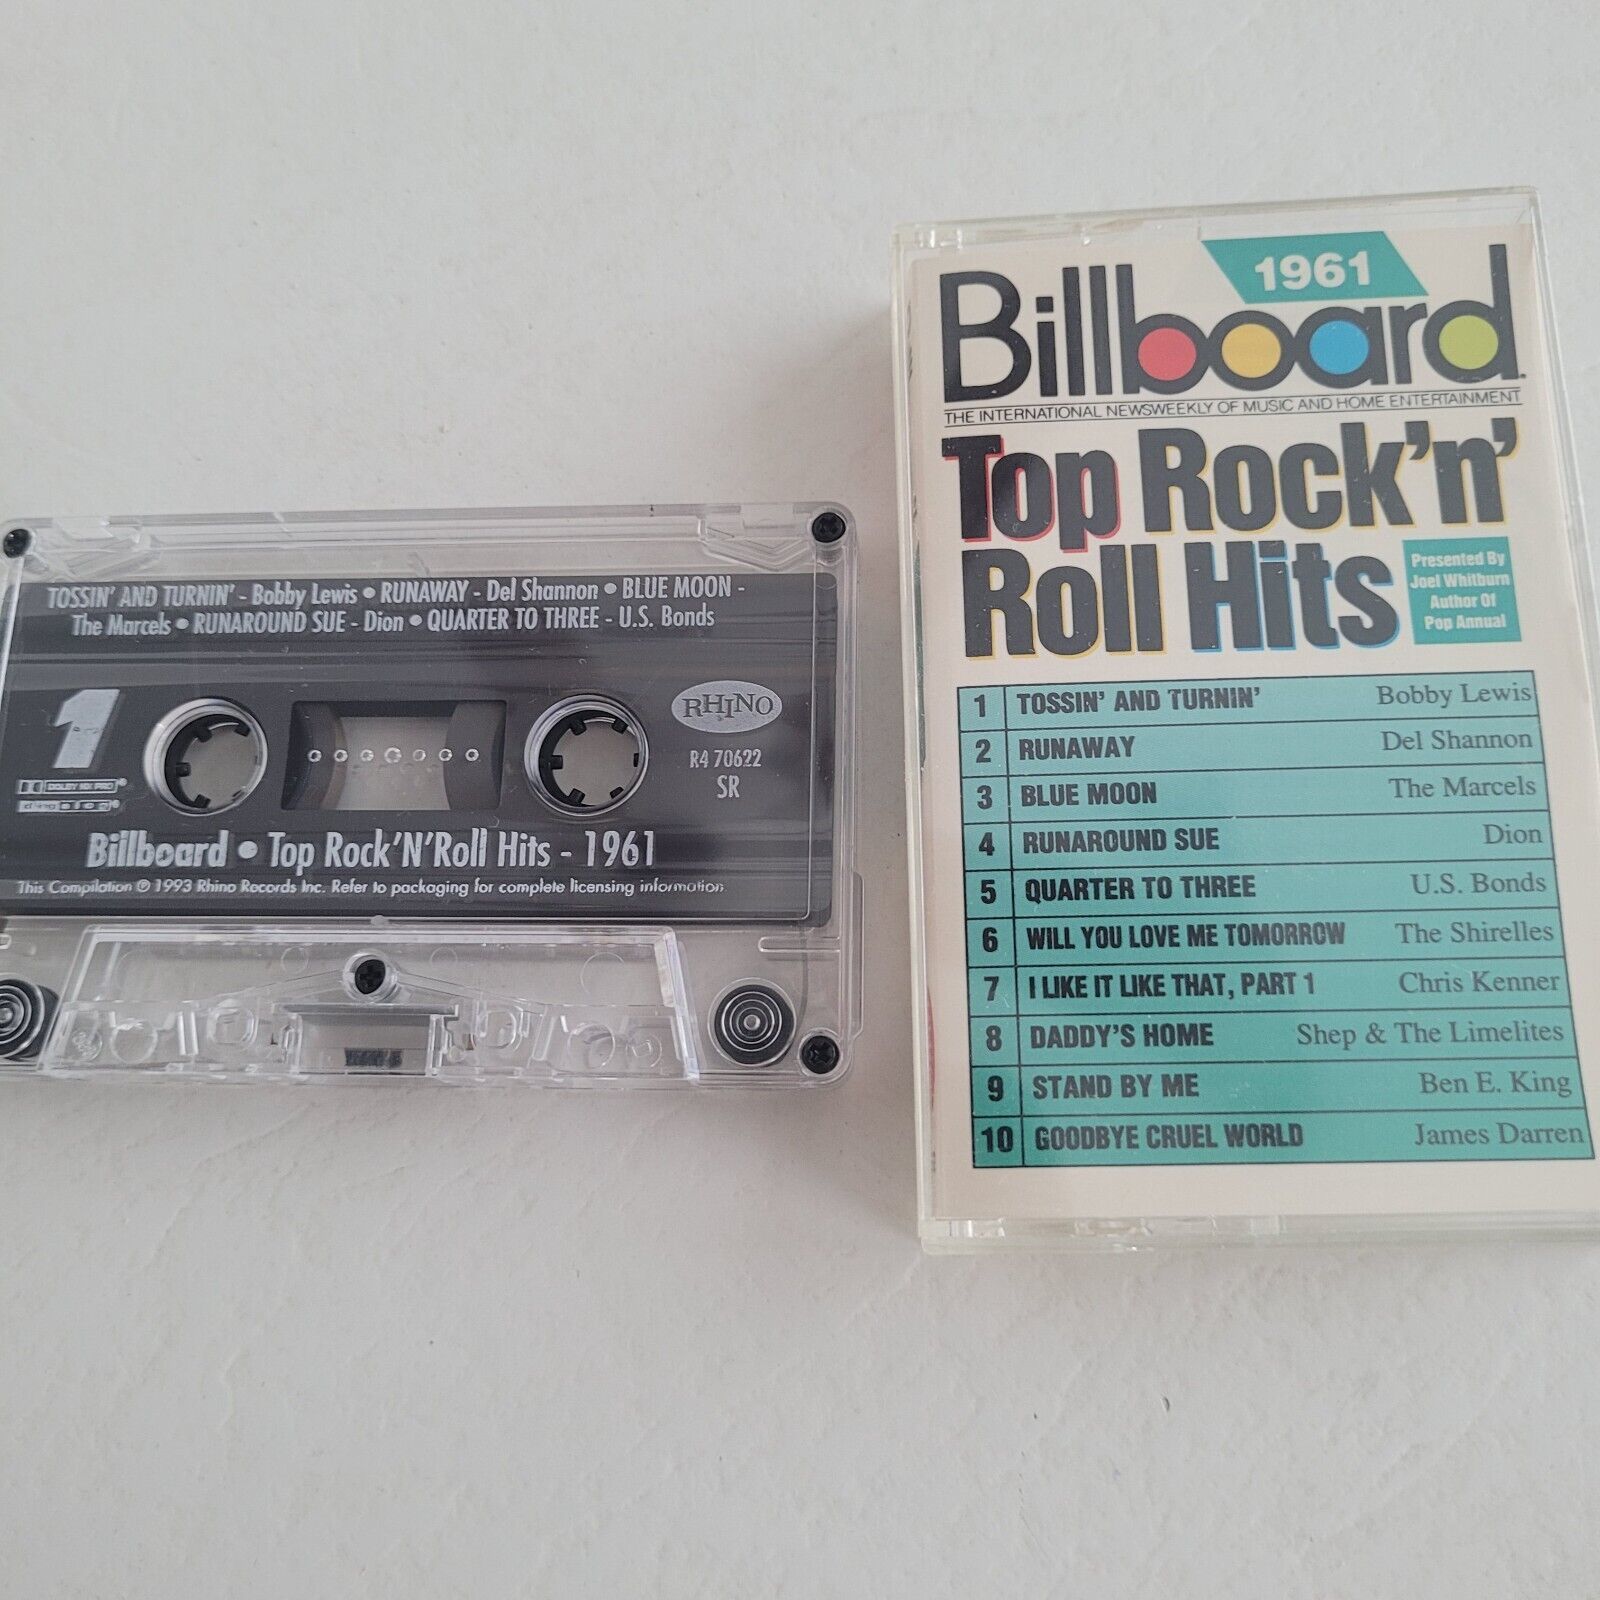 TOSSIN' AND TURNIN' - Bobby Lewis • RUNAWAY - Del Shannon • BLUE MOON -
The Marcels • RUNAROUND SUE - Dion • QUARTER TO THREE - U.S. Bonds
1
RHINO
R4 70622
SR
DOLBY HX PRO
Billboard • Top Rock'N'Roll Hits - 1961
This Compilation ℗ 1993 Rhino Records Inc. Refer to packaging for complete licensing information
1961
Billboard
THE INTERNATIONAL NEWSWEEKLY OF MUSIC AND HOME ENTERTAINMENT
Top Rock'n'
Roll Hits
Presented By
Joel Whitburn
Author Of
Pop Annual
1 TOSSIN' AND TURNIN' Bobby Lewis
2 RUNAWAY Del Shannon
3 BLUE MOON The Marcels
4 RUNAROUND SUE Dion
5 QUARTER TO THREE U.S. Bonds
6 WILL YOU LOVE ME TOMORROW The Shirelles
7 I LIKE IT LIKE THAT, PART 1 Chris Kenner
8 DADDY'S HOME Shep & The Limelites
9 STAND BY ME Ben E. King
10 GOODBYE CRUEL WORLD James Darren